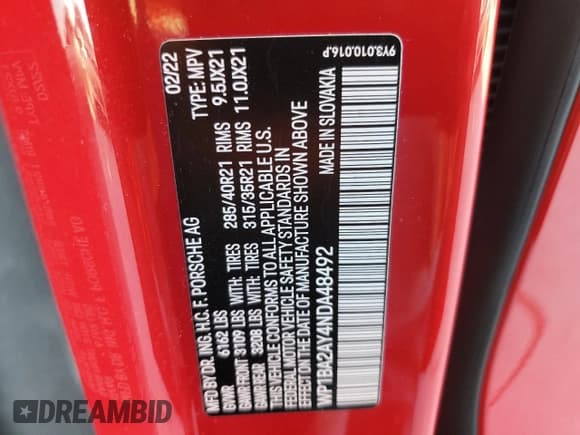 MFD BY DR. ING. H.C. F. PORSCHE AG 02/22
GVWR 6162 LBS TYPE: MPV
GAWR FRONT 3109 LBS WITH: TIRES 285/40R21 RIMS 9.5JX21
GAWR REAR 3208 LBS WITH: TIRES 315/35R21 RIMS 11.0JX21
THIS VEHICLE CONFORMS TO ALL APPLICABLE U.S.
FEDERAL MOTOR VEHICLE SAFETY STANDARDS IN
EFFECT ON THE DATE OF MANUFACTURE SHOWN ABOVE
WP1BA2AY4NDA48492 MADE IN SLOVAKIA
9Y3.010.016.P
DREAMBID